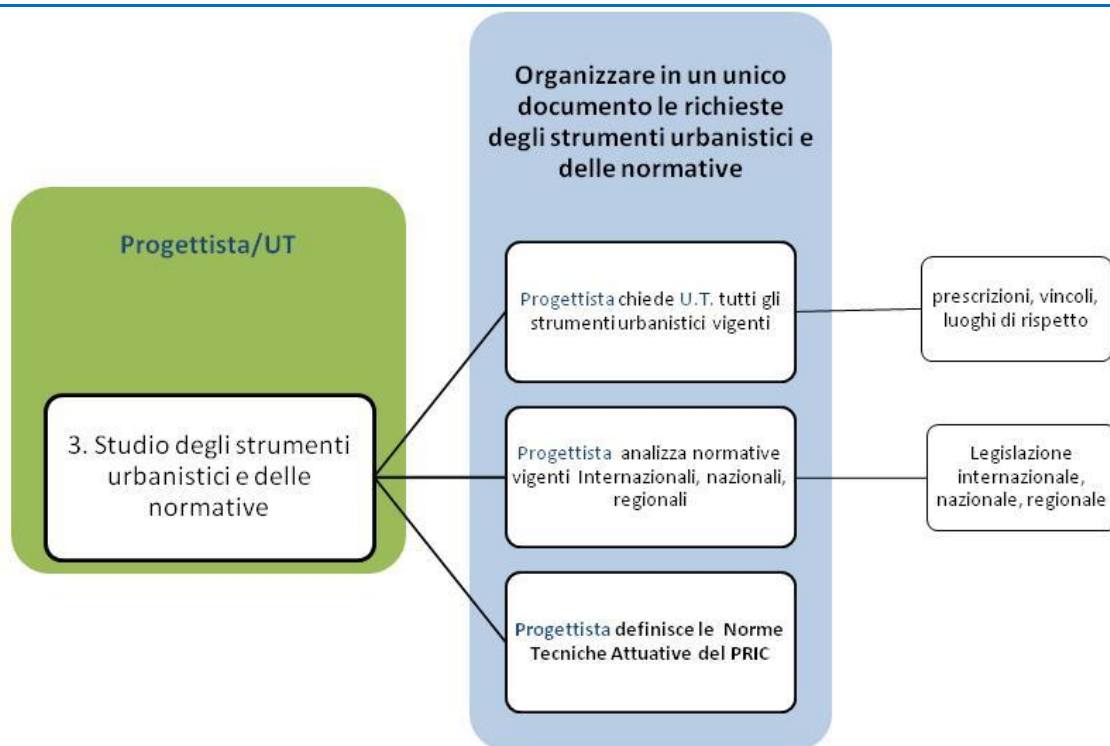 Organizzare in un unico
documento le richieste
degli strumenti urbanistici e
delle normative
Progettista/UT
3. Studio degli strumenti
urbanistici e delle
normative
Progettista chiede U.T. tutti gli
strumenti urbanistici vigenti
prescrizioni, vincoli,
luoghi di rispetto
Progettista analizza normative
vigenti Internazionali, nazionali,
regionali
Legislazione
internazionale,
nazionale, regionale
Progettista definisce le Norme
Tecniche Attuative del PRIC